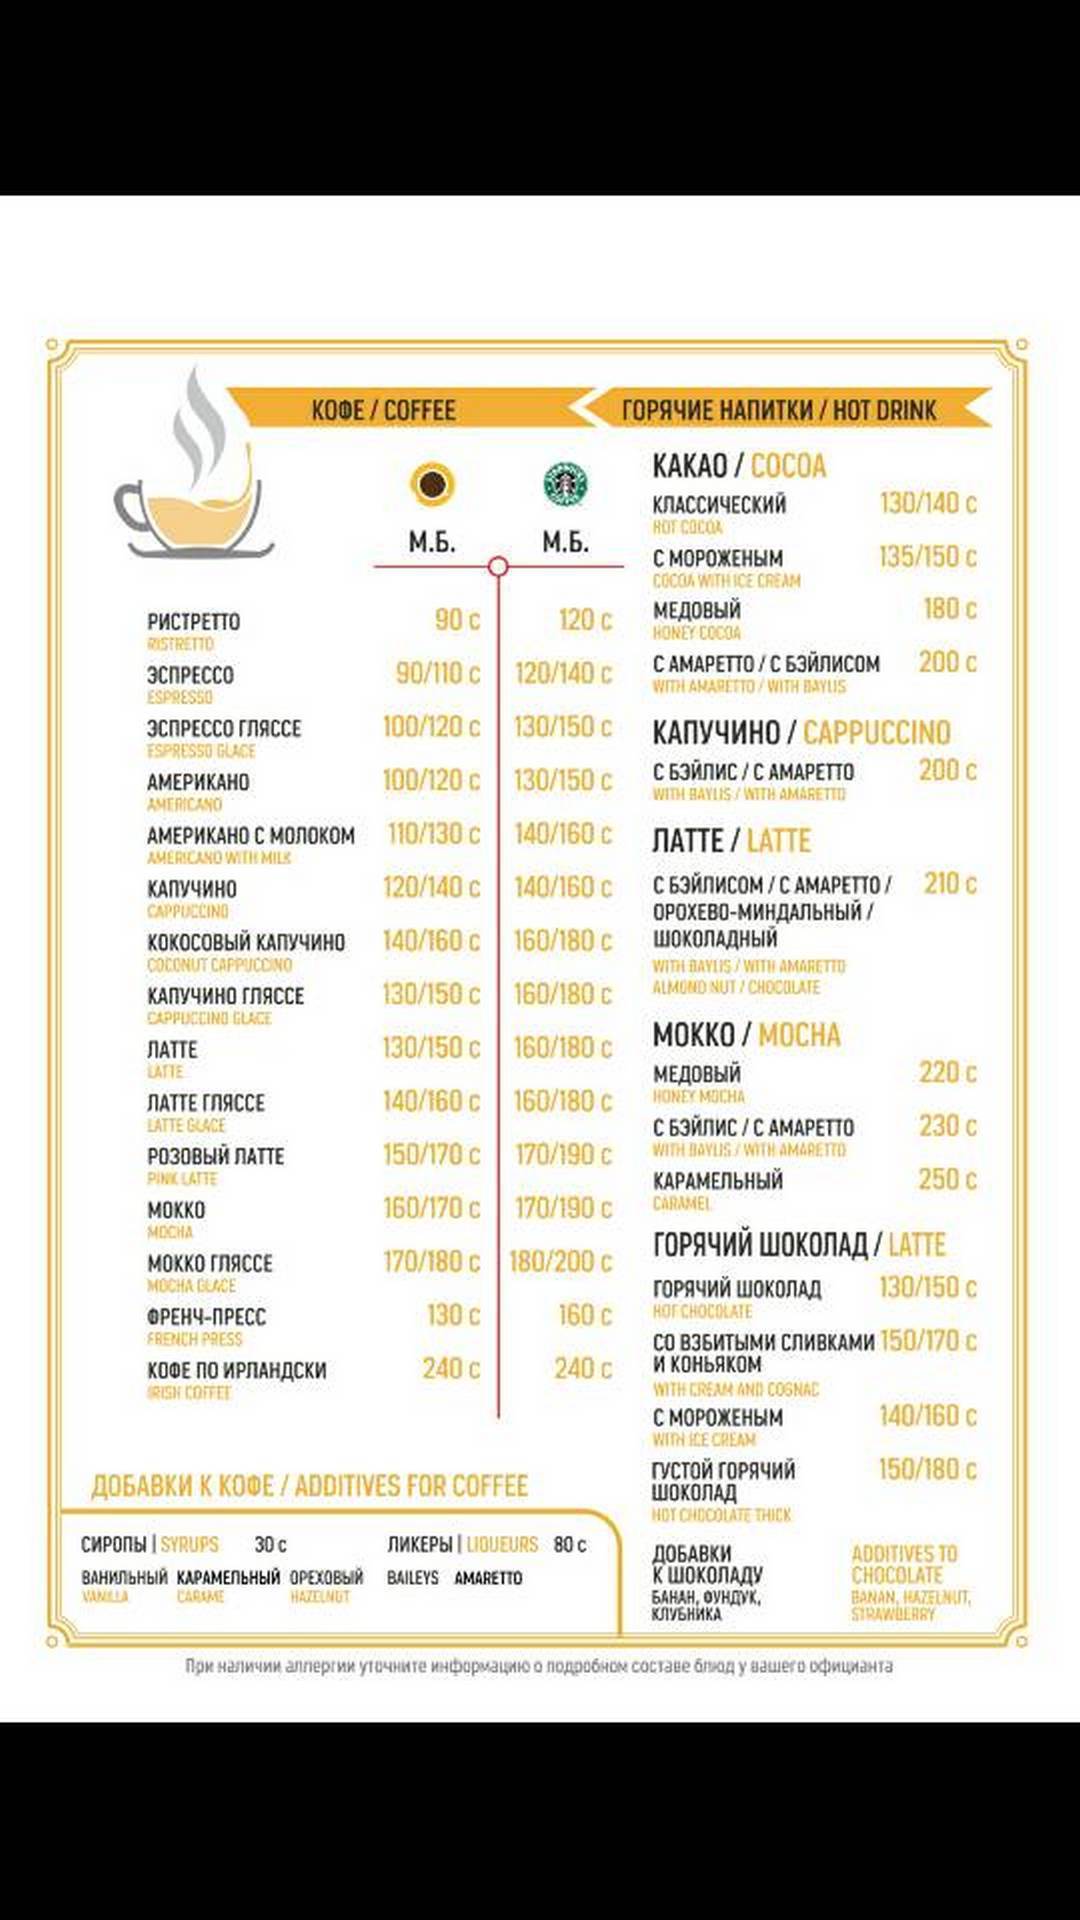 КОФЕ / COFFEE
М.Б.
М.Б.
РИСТРЕТТО 90 с 120 с
RISTRETTO
ЭСПРЕССО 90/110 с 120/140 с
ESPRESSO
ЭСПРЕССО ГЛЯССЕ 100/120 с 130/150 с
ESPRESSO GLACE
АМЕРИКАНО 100/120 с 130/150 с
AMERICANO
АМЕРИКАНО С МОЛОКОМ 110/130 с 140/160 с
AMERICANO WITH MILK
КАПУЧИНО 120/140 с 140/160 с
CAPPUCCINO
КОКОСОВЫЙ КАПУЧИНО 140/160 с 160/180 с
COCONUT CAPPUCCINO
КАПУЧИНО ГЛЯССЕ 130/150 с 160/180 с
CAPPUCCINO GLACE
ЛАТТЕ 130/150 с 160/180 с
LATTE
ЛАТТЕ ГЛЯССЕ 140/160 с 160/180 с
LATTE GLACE
РОЗОВЫЙ ЛАТТЕ 150/170 с 170/190 с
PINK LATTE
МОККО 160/170 с 170/190 с
MOCHA
МОККО ГЛЯССЕ 170/180 с 180/200 с
MOCHA GLACE
ФРЕНЧ-ПРЕСС 130 с 160 с
FRENCH PRESS
КОФЕ ПО ИРЛАНДСКИ 240 с 240 с
IRISH COFFEE
ДОБАВКИ К КОФЕ / ADDITIVES FOR COFFEE
СИРОПЫ | SYRUPS 30 с
ВАНИЛЬНЫЙ КАРАМЕЛЬНЫЙ ОРЕХОВЫЙ
VANILLA CARAME HAZELNUT
ЛИКЕРЫ | LIQUEURS 80 с
BAILEYS AMARETTO
ГОРЯЧИЕ НАПИТКИ / HOT DRINK
КАКАО / COCOA
КЛАССИЧЕСКИЙ 130/140 с
HOT COCOA
С МОРОЖЕНЫМ 135/150 с
COCOA WITH ICE CREAM
МЕДОВЫЙ 180 с
HONEY COCOA
С АМАРЕТТО / С БЭЙЛИСОМ 200 с
WITH AMARETTO / WITH BAYLIS
КАПУЧИНО / CAPPUCCINO
С БЭЙЛИС / С АМАРЕТТО 200 с
WITH BAYLIS / WITH AMARETTO
ЛАТТЕ / LATTE
С БЭЙЛИСОМ / С АМАРЕТТО / 210 с
ОРОХЕВО-МИНДАЛЬНЫЙ /
ШОКОЛАДНЫЙ
WITH BAYLIS / WITH AMARETTO
ALMOND NUT / CHOCOLATE
МОККО / MOCHA
МЕДОВЫЙ 220 с
HONEY MOCHA
С БЭЙЛИС / С АМАРЕТТО 230 с
WITH BAYLIS / WITH AMARETTO
КАРАМЕЛЬНЫЙ 250 с
CARAMEL
ГОРЯЧИЙ ШОКОЛАД / LATTE
ГОРЯЧИЙ ШОКОЛАД 130/150 с
HOT CHOCOLATE
СО ВЗБИТЫМИ СЛИВКАМИ 150/170 с
И КОНЬЯКОМ
WITH CREAM AND COGNAC
С МОРОЖЕНЫМ 140/160 с
WITH ICE CREAM
ГУСТОЙ ГОРЯЧИЙ 150/180 с
ШОКОЛАД
HOT CHOCOLATE THICK
ДОБАВКИ
К ШОКОЛАДУ
БАНАН, ФУНДУК,
КЛУБНИКА
ADDITIVES TO
CHOCOLATE
BANAN, HAZELNUT,
STRAWBERRY
При наличии аллергии уточните информацию о подробном составе блюд у вашего официанта